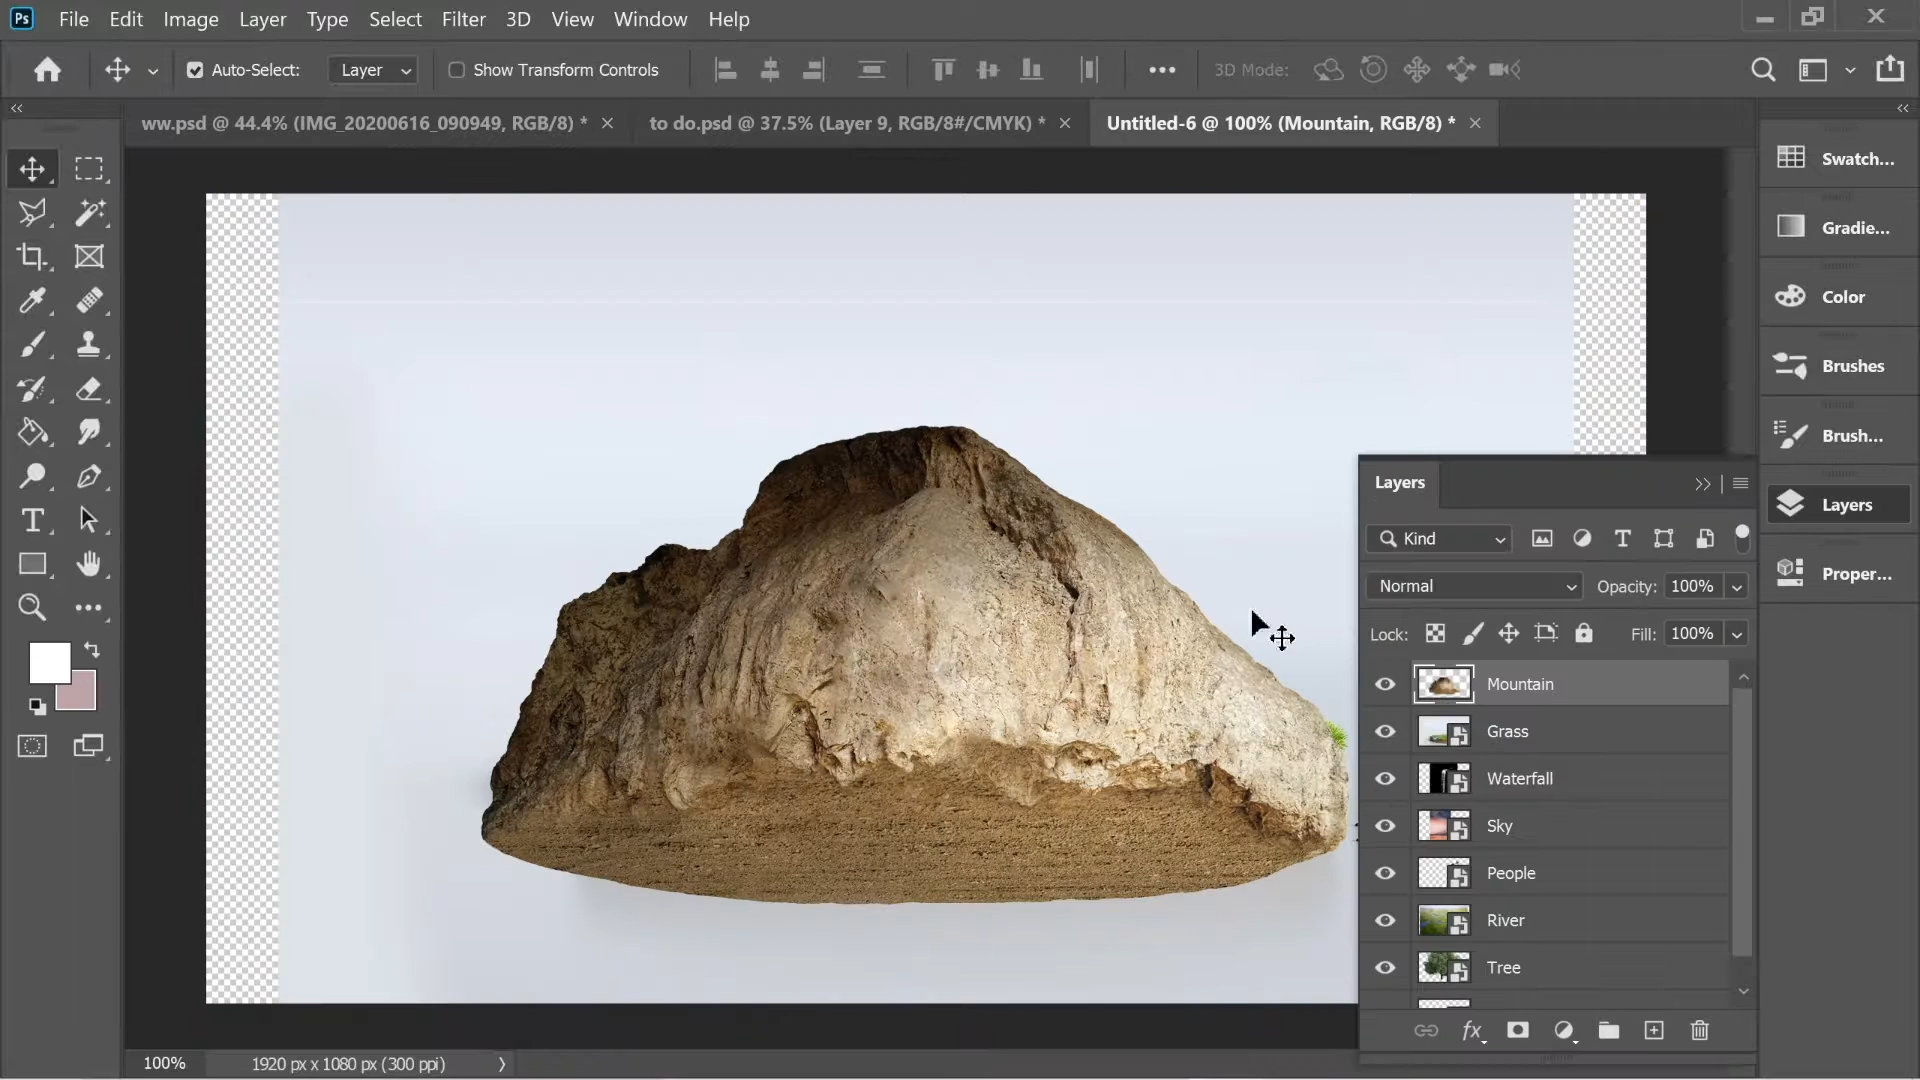 Ps File Edit Image Layer Type Select Filter 3D View Window Help
Auto-Select: Layer Show Transform Controls 3D Mode:
ww.psd @ 44.4% (IMG_20200616_090949, RGB/8) *
to do.psd @ 37.5% (Layer 9, RGB/8#/CMYK) *
Untitled-6 @ 100% (Mountain, RGB/8) *
Swatch...
Gradie...
Color
Brushes
Brush...
Layers
Proper...
Layers
Kind
Normal Opacity: 100%
Lock: Fill: 100%
Mountain
Grass
Waterfall
Sky
People
River
Tree
fx
100% 1920 px x 1080 px (300 ppi)